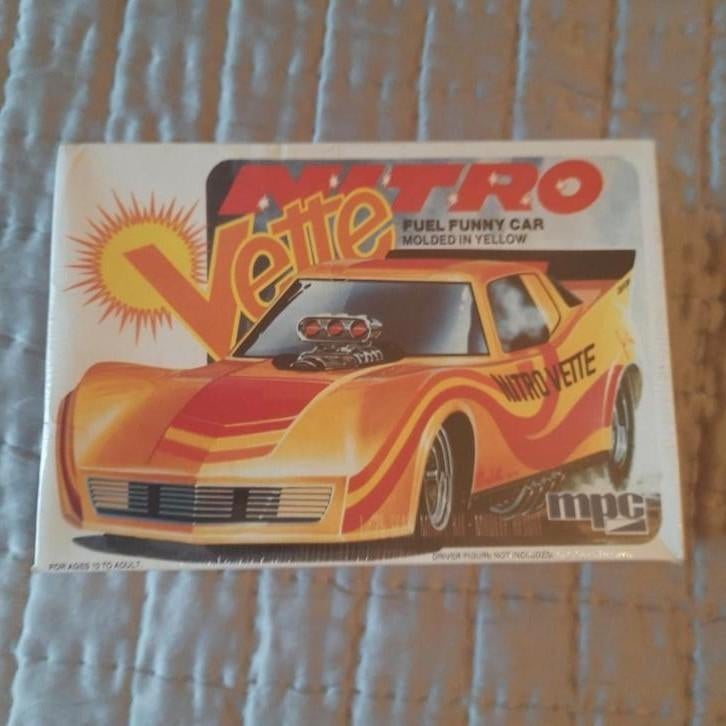 NITRO
Vette
FUEL FUNNY CAR
MOLDED IN YELLOW
NITRO VETTE
mpc
FOR AGES 10 TO ADULT.
DRIVER FIGURE NOT INCLUDED.